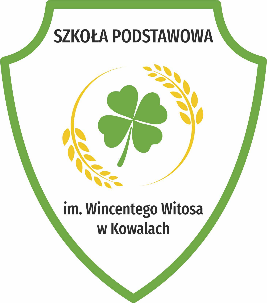 SZKOŁA PODSTAWOWA
im. Wincentego Witosa
w Kowalach